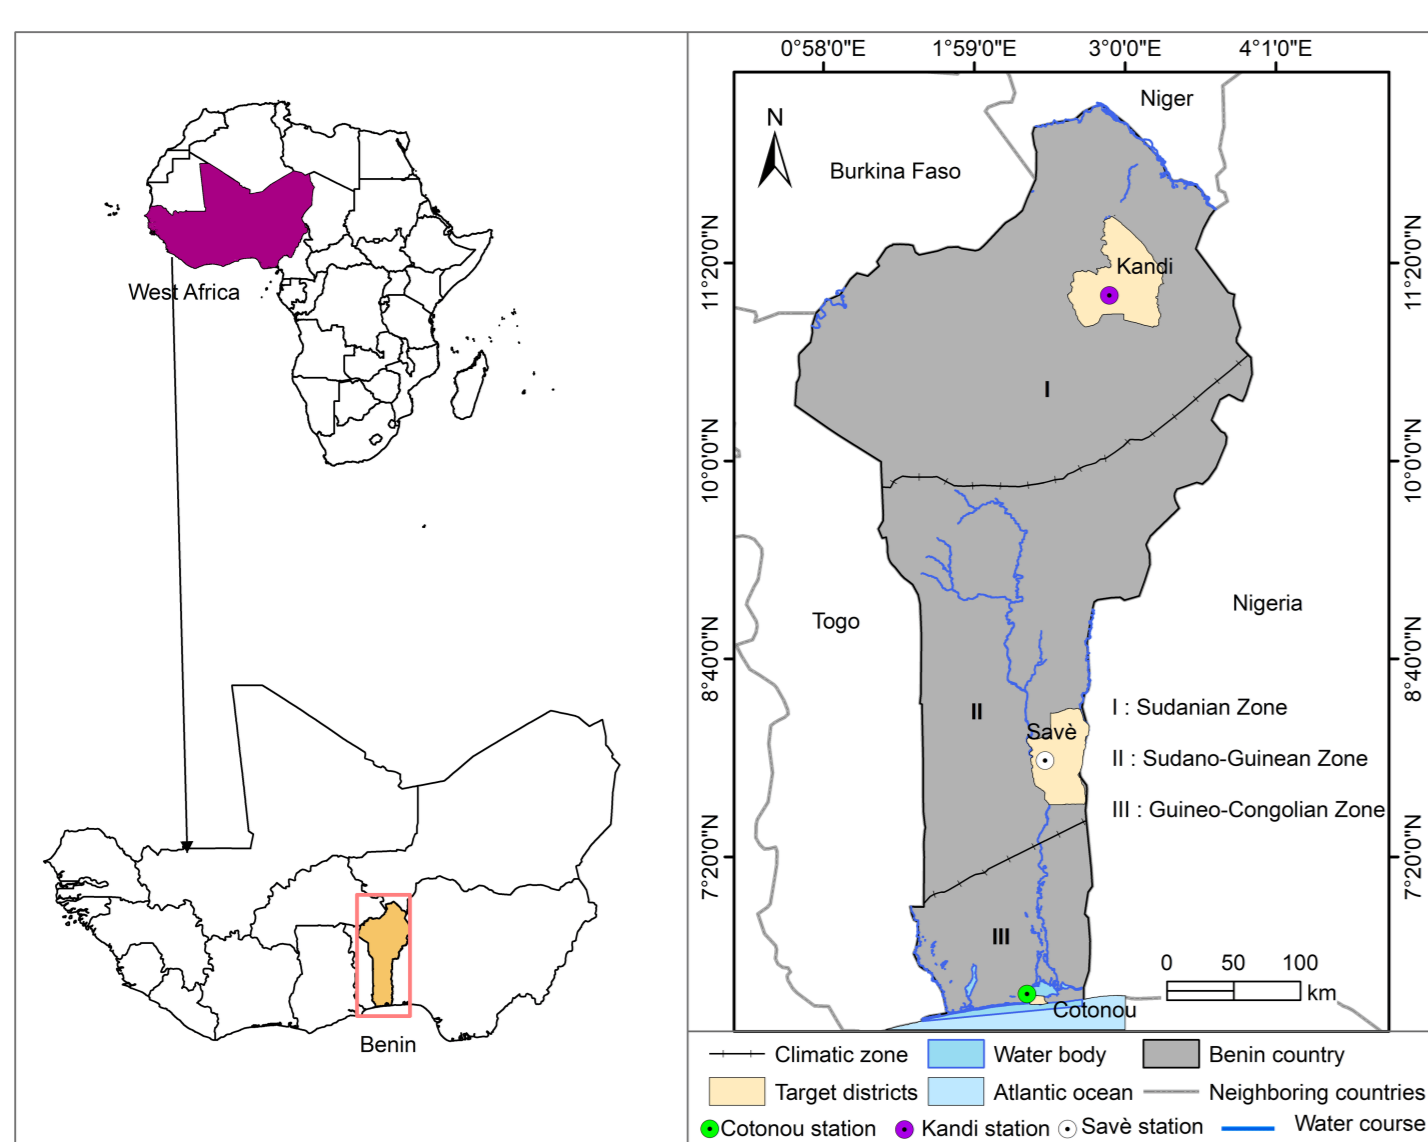 West Africa
Benin
0°58'0"E 1°59'0"E 3°0'0"E 4°1'0"E
N
Niger
Burkina Faso
Kandi
11°20'0"N 11°20'0"N
I
10°0'0"N 10°0'0"N
Togo
Nigeria
8°40'0"N 8°40'0"N
II
Savè
I : Sudanian Zone
II : Sudano-Guinean Zone
III : Guineo-Congolian Zone
7°20'0"N 7°20'0"N
III
0 50 100
km
Cotonou
Climatic zone Water body Benin country
Target districts Atlantic ocean Neighboring countries
Cotonou station Kandi station Savè station Water course